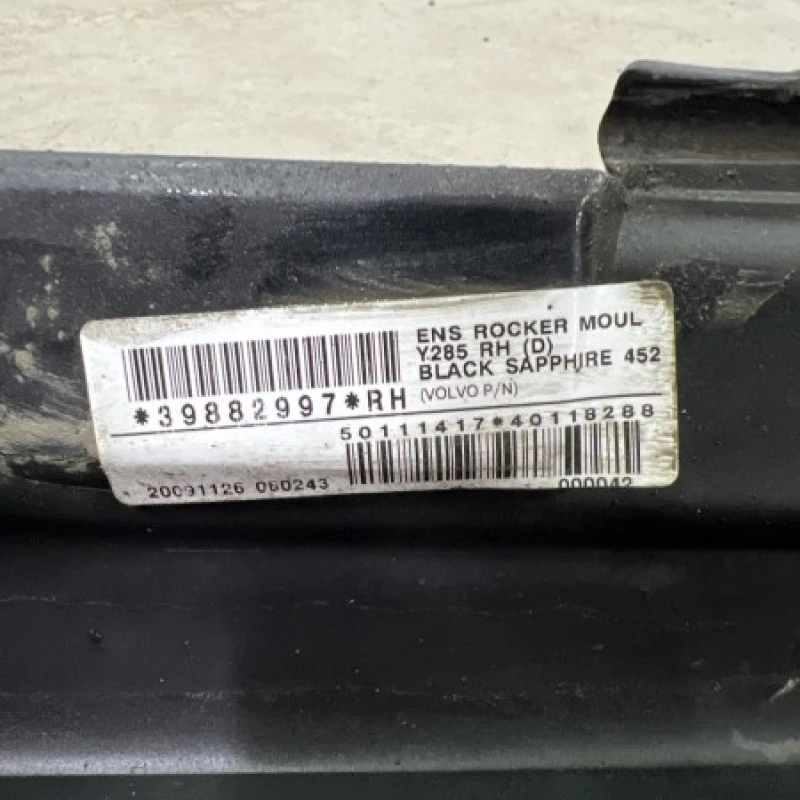 ENS ROCKER MOUL
Y285 RH (D)
BLACK SAPPHIRE 452
*39882997*RH
(VOLVO P/N)
50111417*40118288
20091126 060243
000042